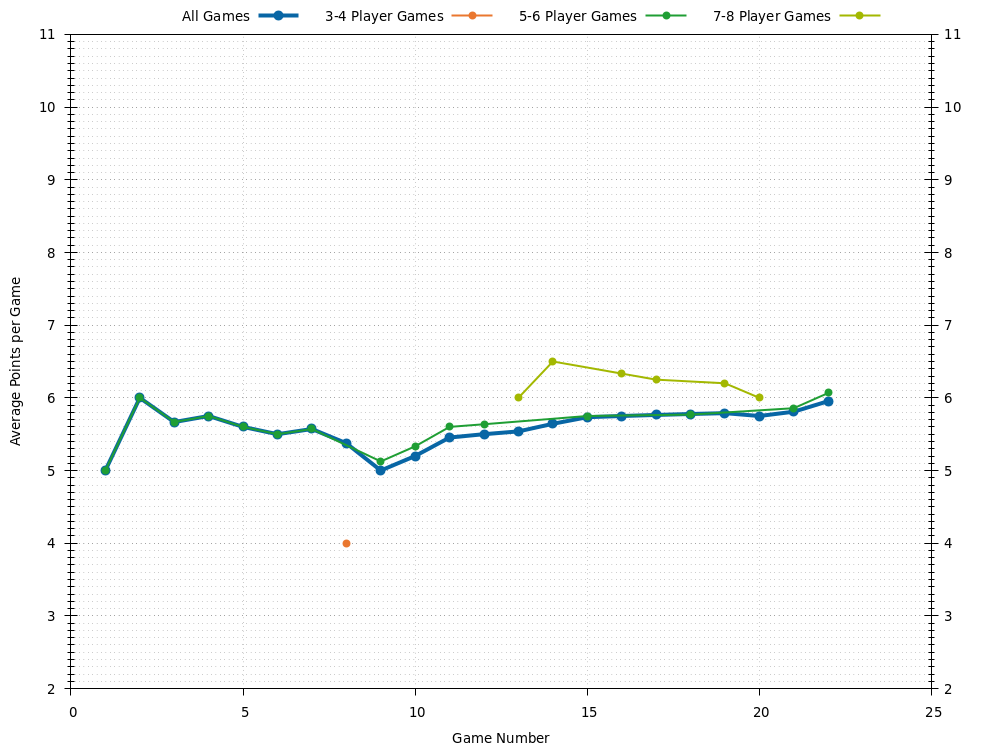 All Games 3-4 Player Games 5-6 Player Games 7-8 Player Games
11 11
10 10
9 9
8 8
7 7
6 6
5 5
4 4
3 3
2 2
Average Points per Game
0 5 10 15 20 25
Game Number